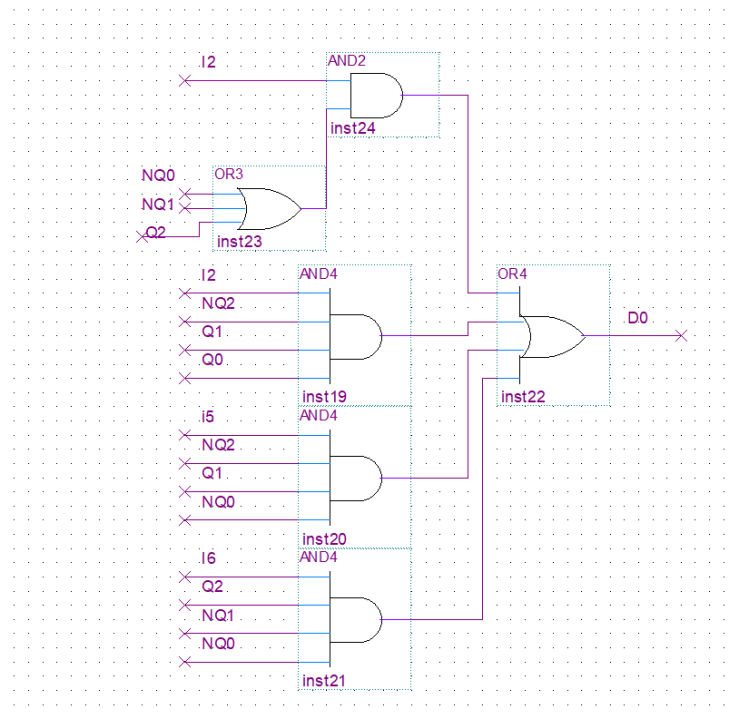 I2
AND2
inst24
NQ0
OR3
NQ1
Q2
inst23
I2
AND4
OR4
NQ2
Q1
D0
Q0
inst19
inst22
i5
AND4
NQ2
Q1
NQ0
inst20
I6
AND4
Q2
NQ1
NQ0
inst21